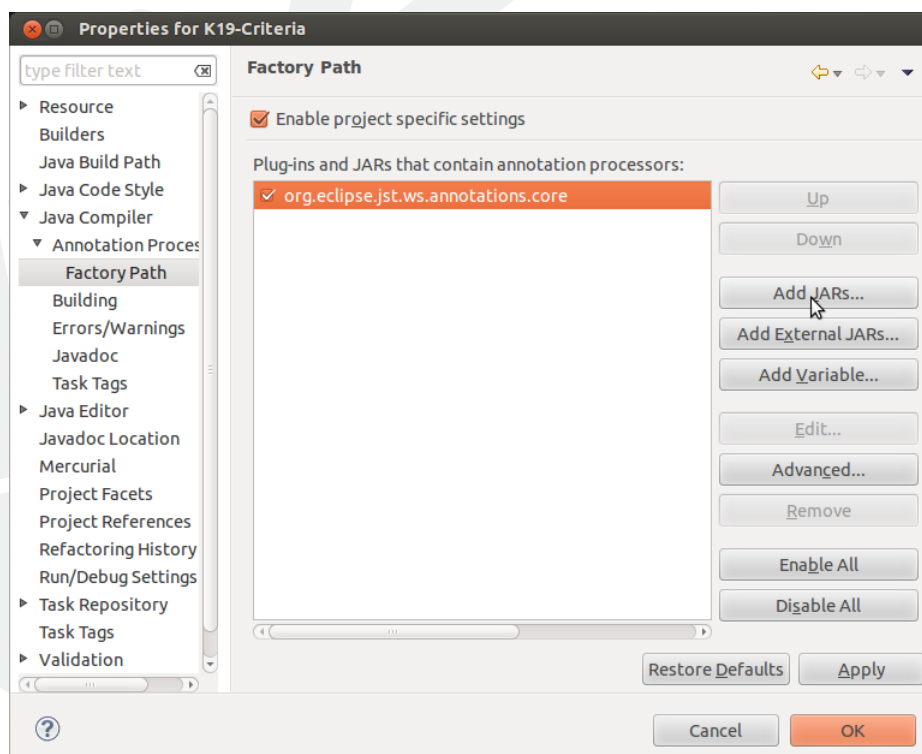 Properties for K19-Criteria
type filter text
Resource
Builders
Java Build Path
Java Code Style
Java Compiler
Annotation Proces
Factory Path
Building
Errors/Warnings
Javadoc
Task Tags
Java Editor
Javadoc Location
Mercurial
Project Facets
Project References
Refactoring History
Run/Debug Settings
Task Repository
Task Tags
Validation
Factory Path
Enable project specific settings
Plug-ins and JARs that contain annotation processors:
org.eclipse.jst.ws.annotations.core
Up
Down
Add JARs...
Add External JARs...
Add Variable...
Edit...
Advanced...
Remove
Enable All
Disable All
Restore Defaults
Apply
?
Cancel
OK